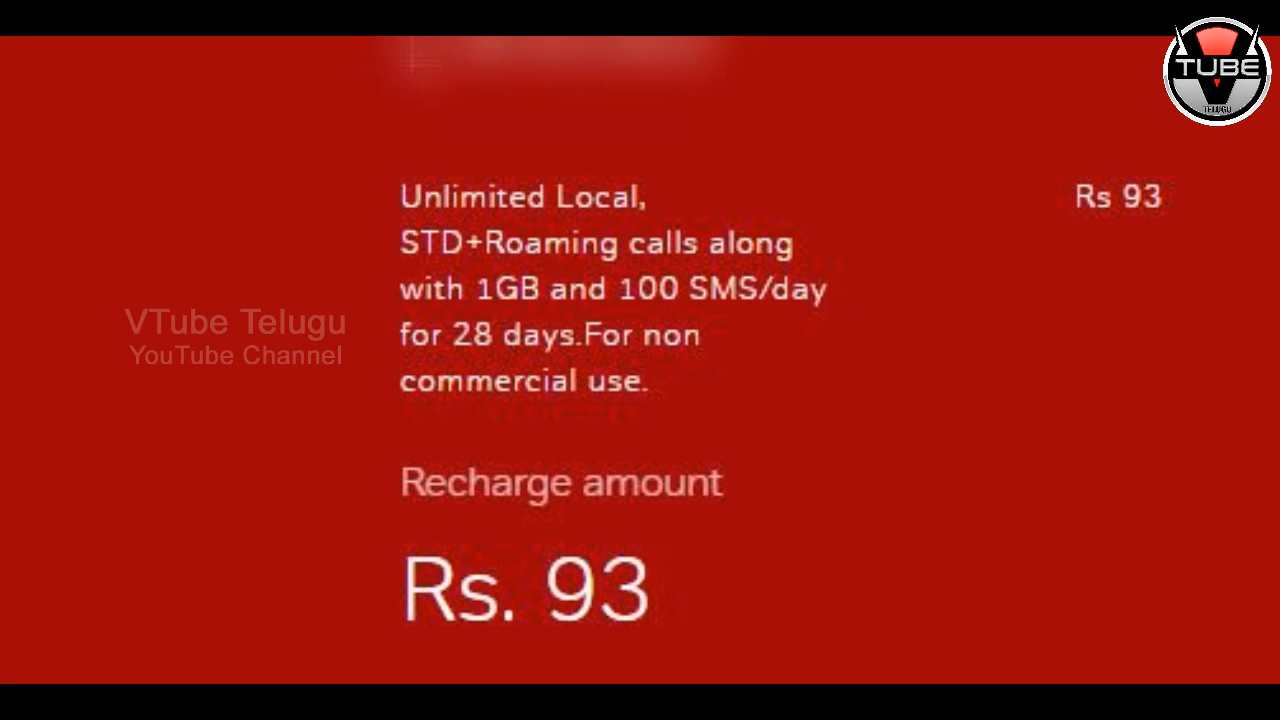 TUBE
TELUGU
Unlimited Local,
Rs 93
STD+Roaming calls along
with 1GB and 100 SMS/day
for 28 days.For non
commercial use.
VTube Telugu
YouTube Channel
Recharge amount
Rs. 93